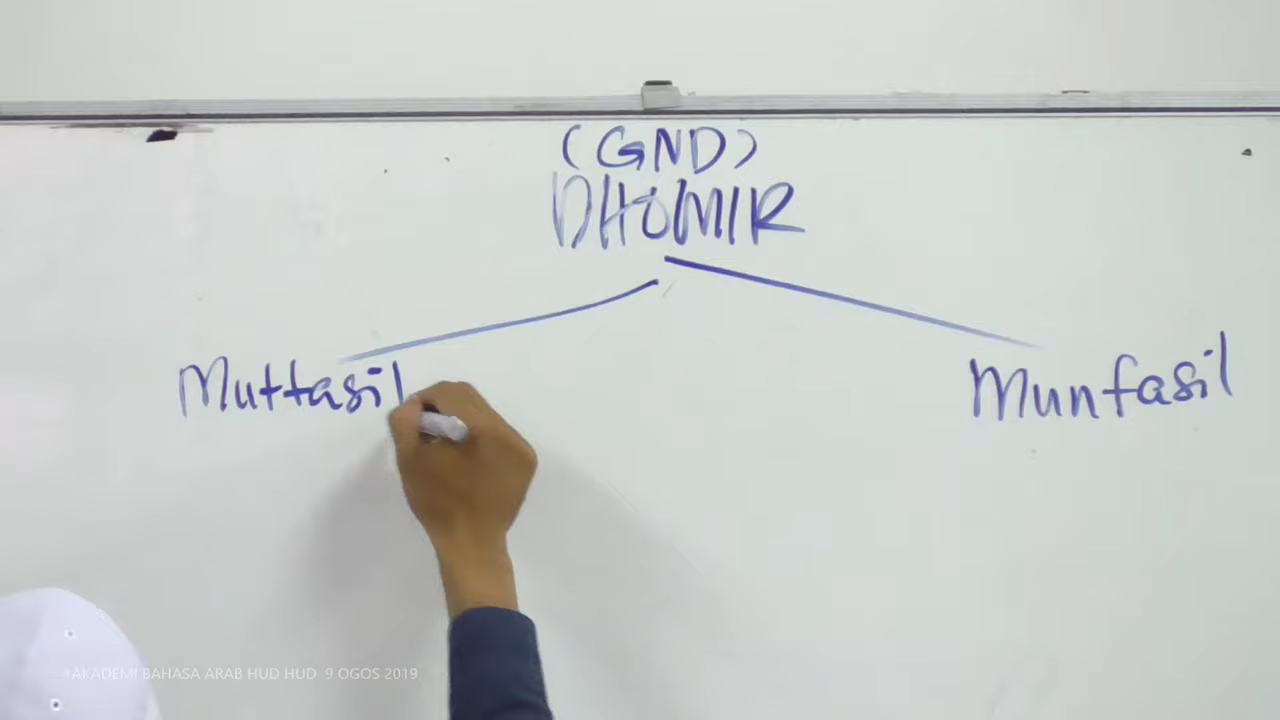 (GND)
DHOMIR
Muttasil
Munfasil
*AKADEMI BAHASA ARAB HUD HUD 9 OGOS 2019